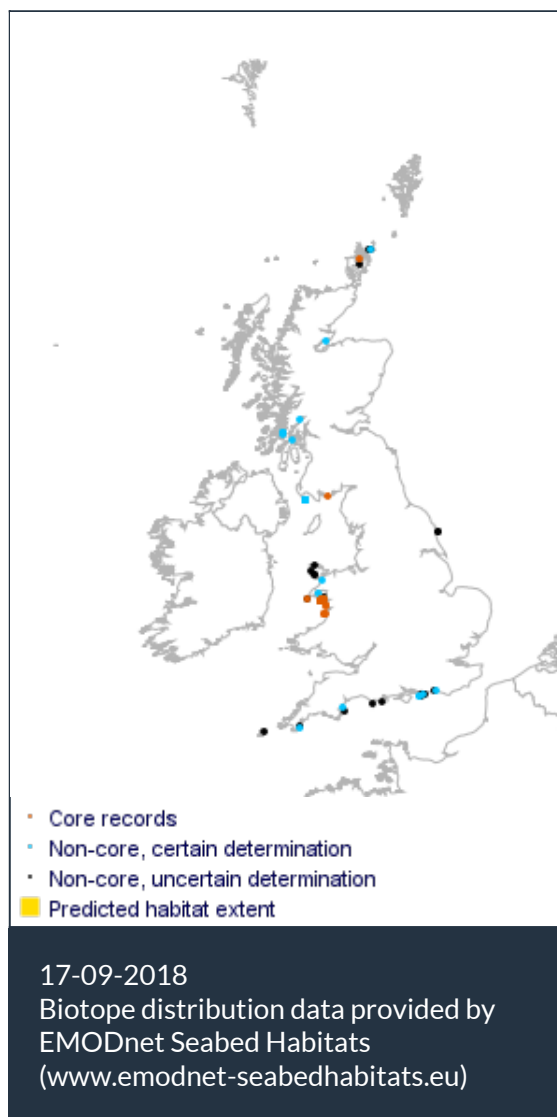 Core records
Non-core, certain determination
Non-core, uncertain determination
Predicted habitat extent
17-09-2018
Biotope distribution data provided by
EMODnet Seabed Habitats
(www.emodnet-seabedhabitats.eu)